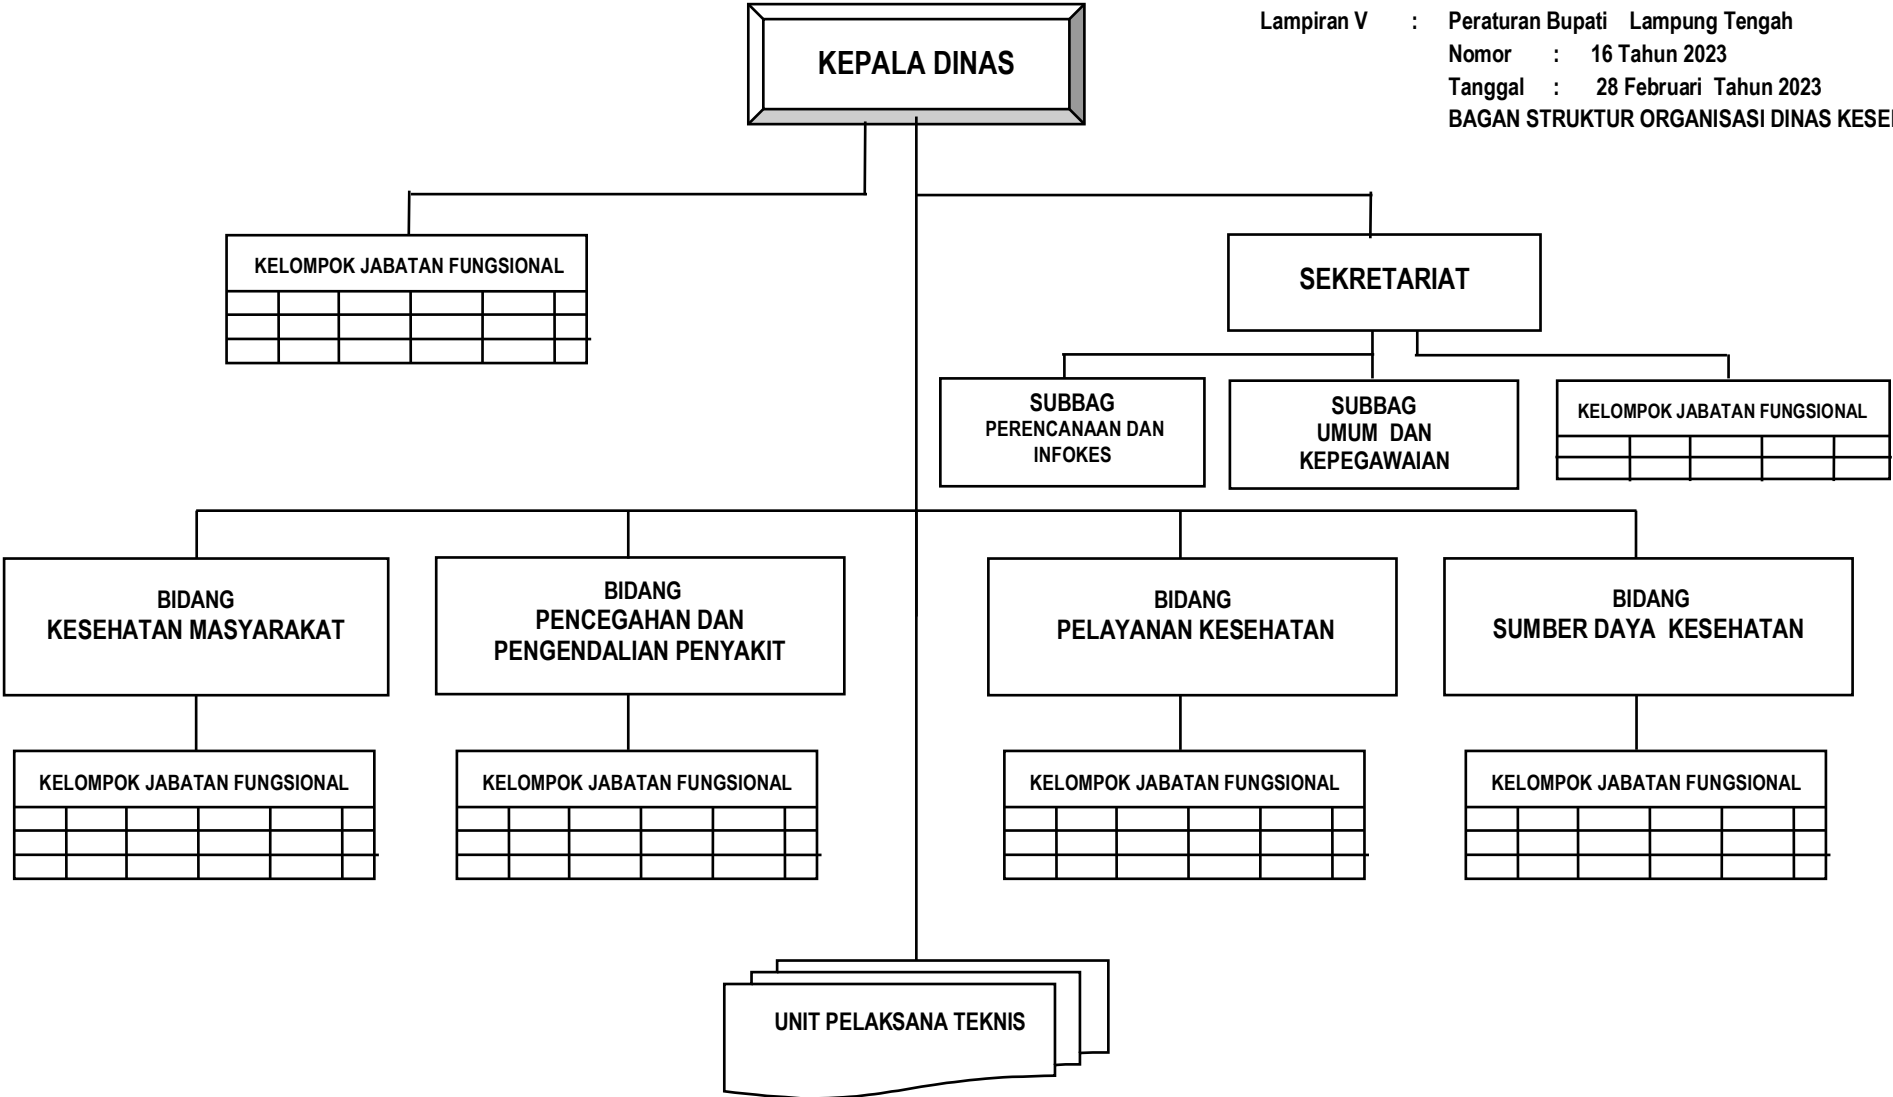 Lampiran V : Peraturan Bupati Lampung Tengah
Nomor : 16 Tahun 2023
Tanggal : 28 Februari Tahun 2023
BAGAN STRUKTUR ORGANISASI DINAS
KEPALA DINAS
KELOMPOK JABATAN FUNGSIONAL
SEKRETARIAT
SUBBAG
PERENCANAAN DAN
INFOKES
SUBBAG
UMUM DAN
KEPEGAWAIAN
KELOMPOK JABATAN FUNGSIONAL
BIDANG
KESEHATAN MASYARAKAT
BIDANG
PENCEGAHAN DAN
PENGENDALIAN PENYAKIT
BIDANG
PELAYANAN KESEHATAN
BIDANG
SUMBER DAYA KESEHATAN
KELOMPOK JABATAN FUNGSIONAL
KELOMPOK JABATAN FUNGSIONAL
KELOMPOK JABATAN FUNGSIONAL
KELOMPOK JABATAN FUNGSIONAL
UNIT PELAKSANA TEKNIS